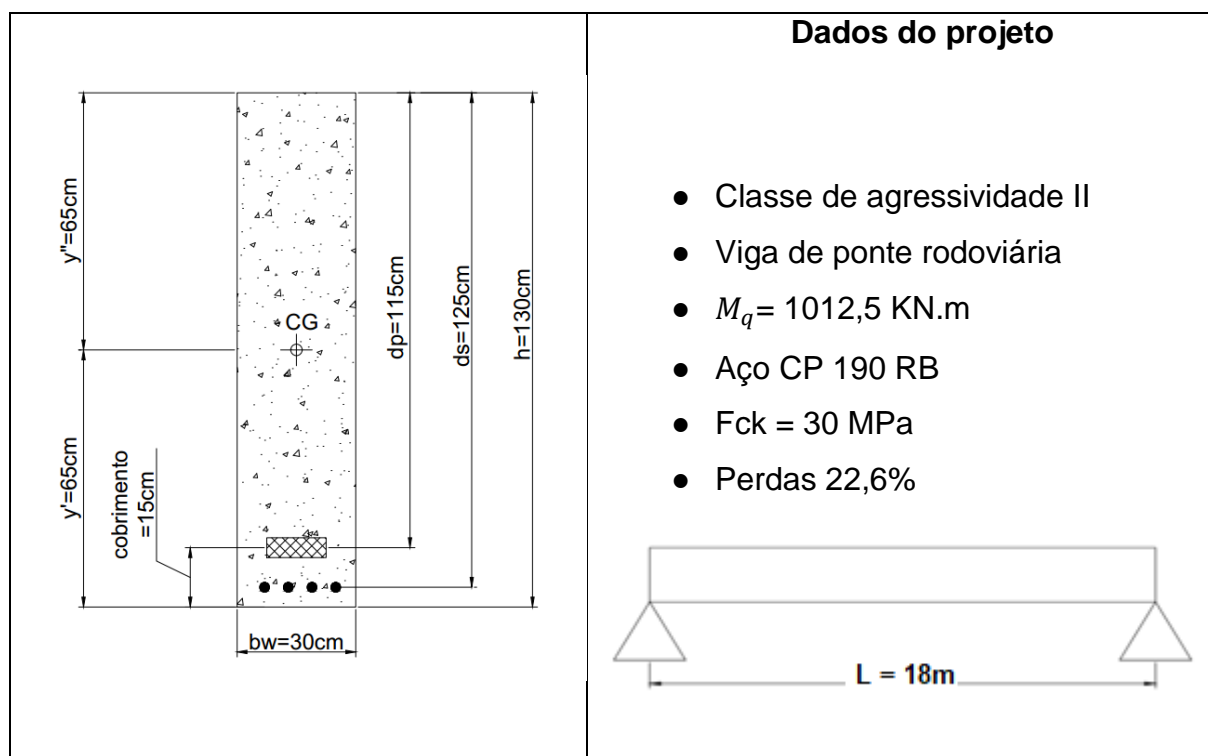 y''=65cm
y'=65cm
cobrimento
=15cm
CG
dp=115cm
ds=125cm
h=130cm
bw=30cm
Dados do projeto
● Classe de agressividade II
● Viga de ponte rodoviária
● 𝑀𝑞= 1012,5 KN.m
● Aço CP 190 RB
● Fck = 30 MPa
● Perdas 22,6%
L = 18m